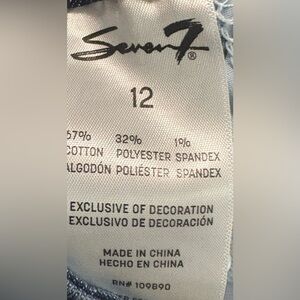 Seven7®
12
67% 32% 1%
COTTON POLYESTER SPANDEX
ALGODÓN POLIÉSTER SPANDEX
EXCLUSIVE OF DECORATION
EXCLUSIVO DE DECORACIÓN
MADE IN CHINA
HECHO EN CHINA
RN# 109890